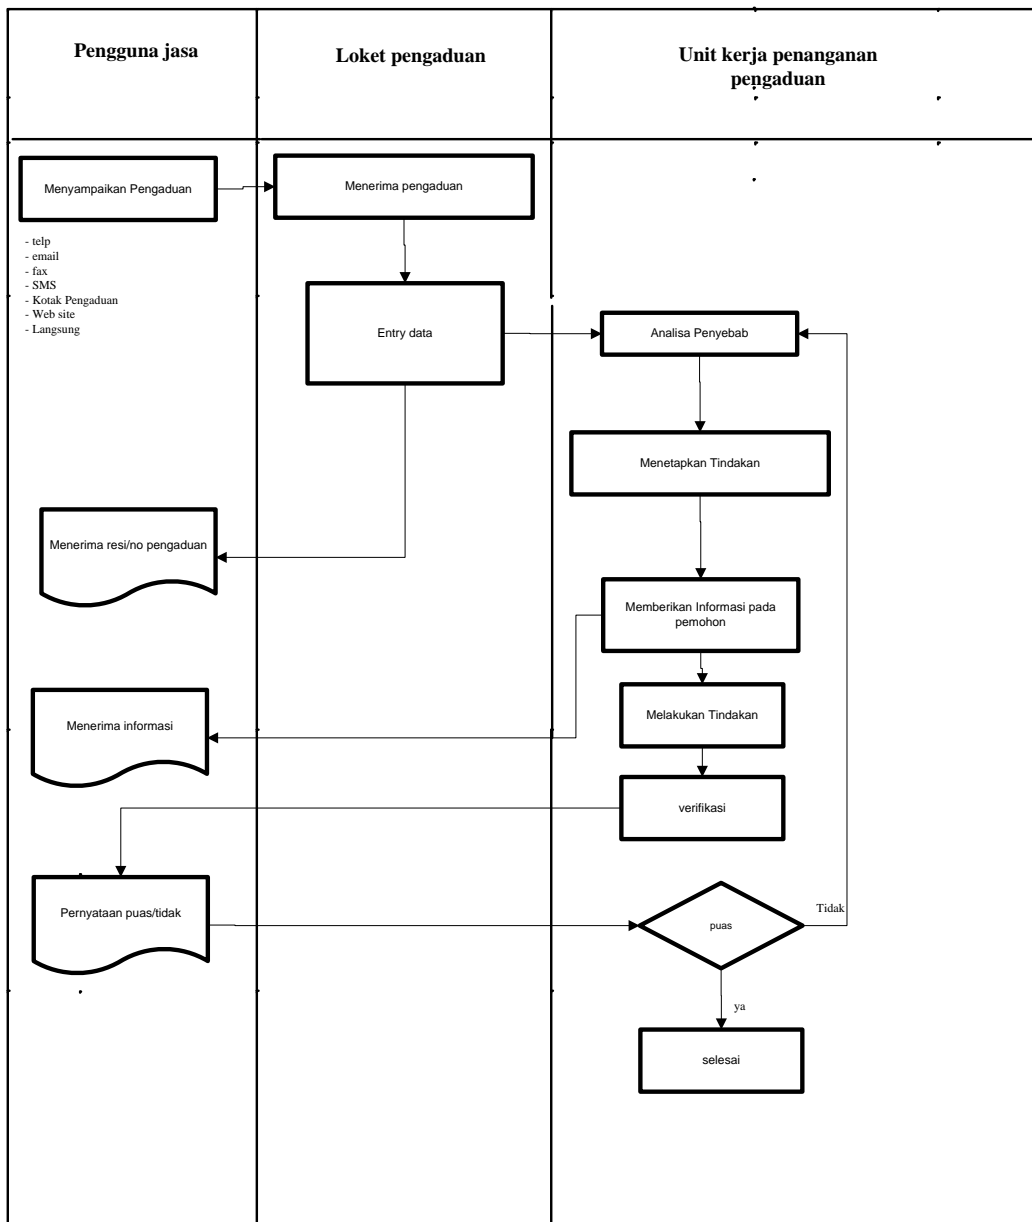 Pengguna jasa
Loket pengaduan
Unit kerja penanganan
pengaduan
Menyampaikan Pengaduan
Menerima pengaduan
- telp
- email
- fax
- SMS
- Kotak Pengaduan
- Web site
- Langsung
Entry data
Analisa Penyebab
Menetapkan Tindakan
Menerima resi/no pengaduan
Memberikan Informasi pada
pemohon
Menerima informasi
Melakukan Tindakan
verifikasi
Pernyataan puas/tidak
puas
Tidak
ya
selesai